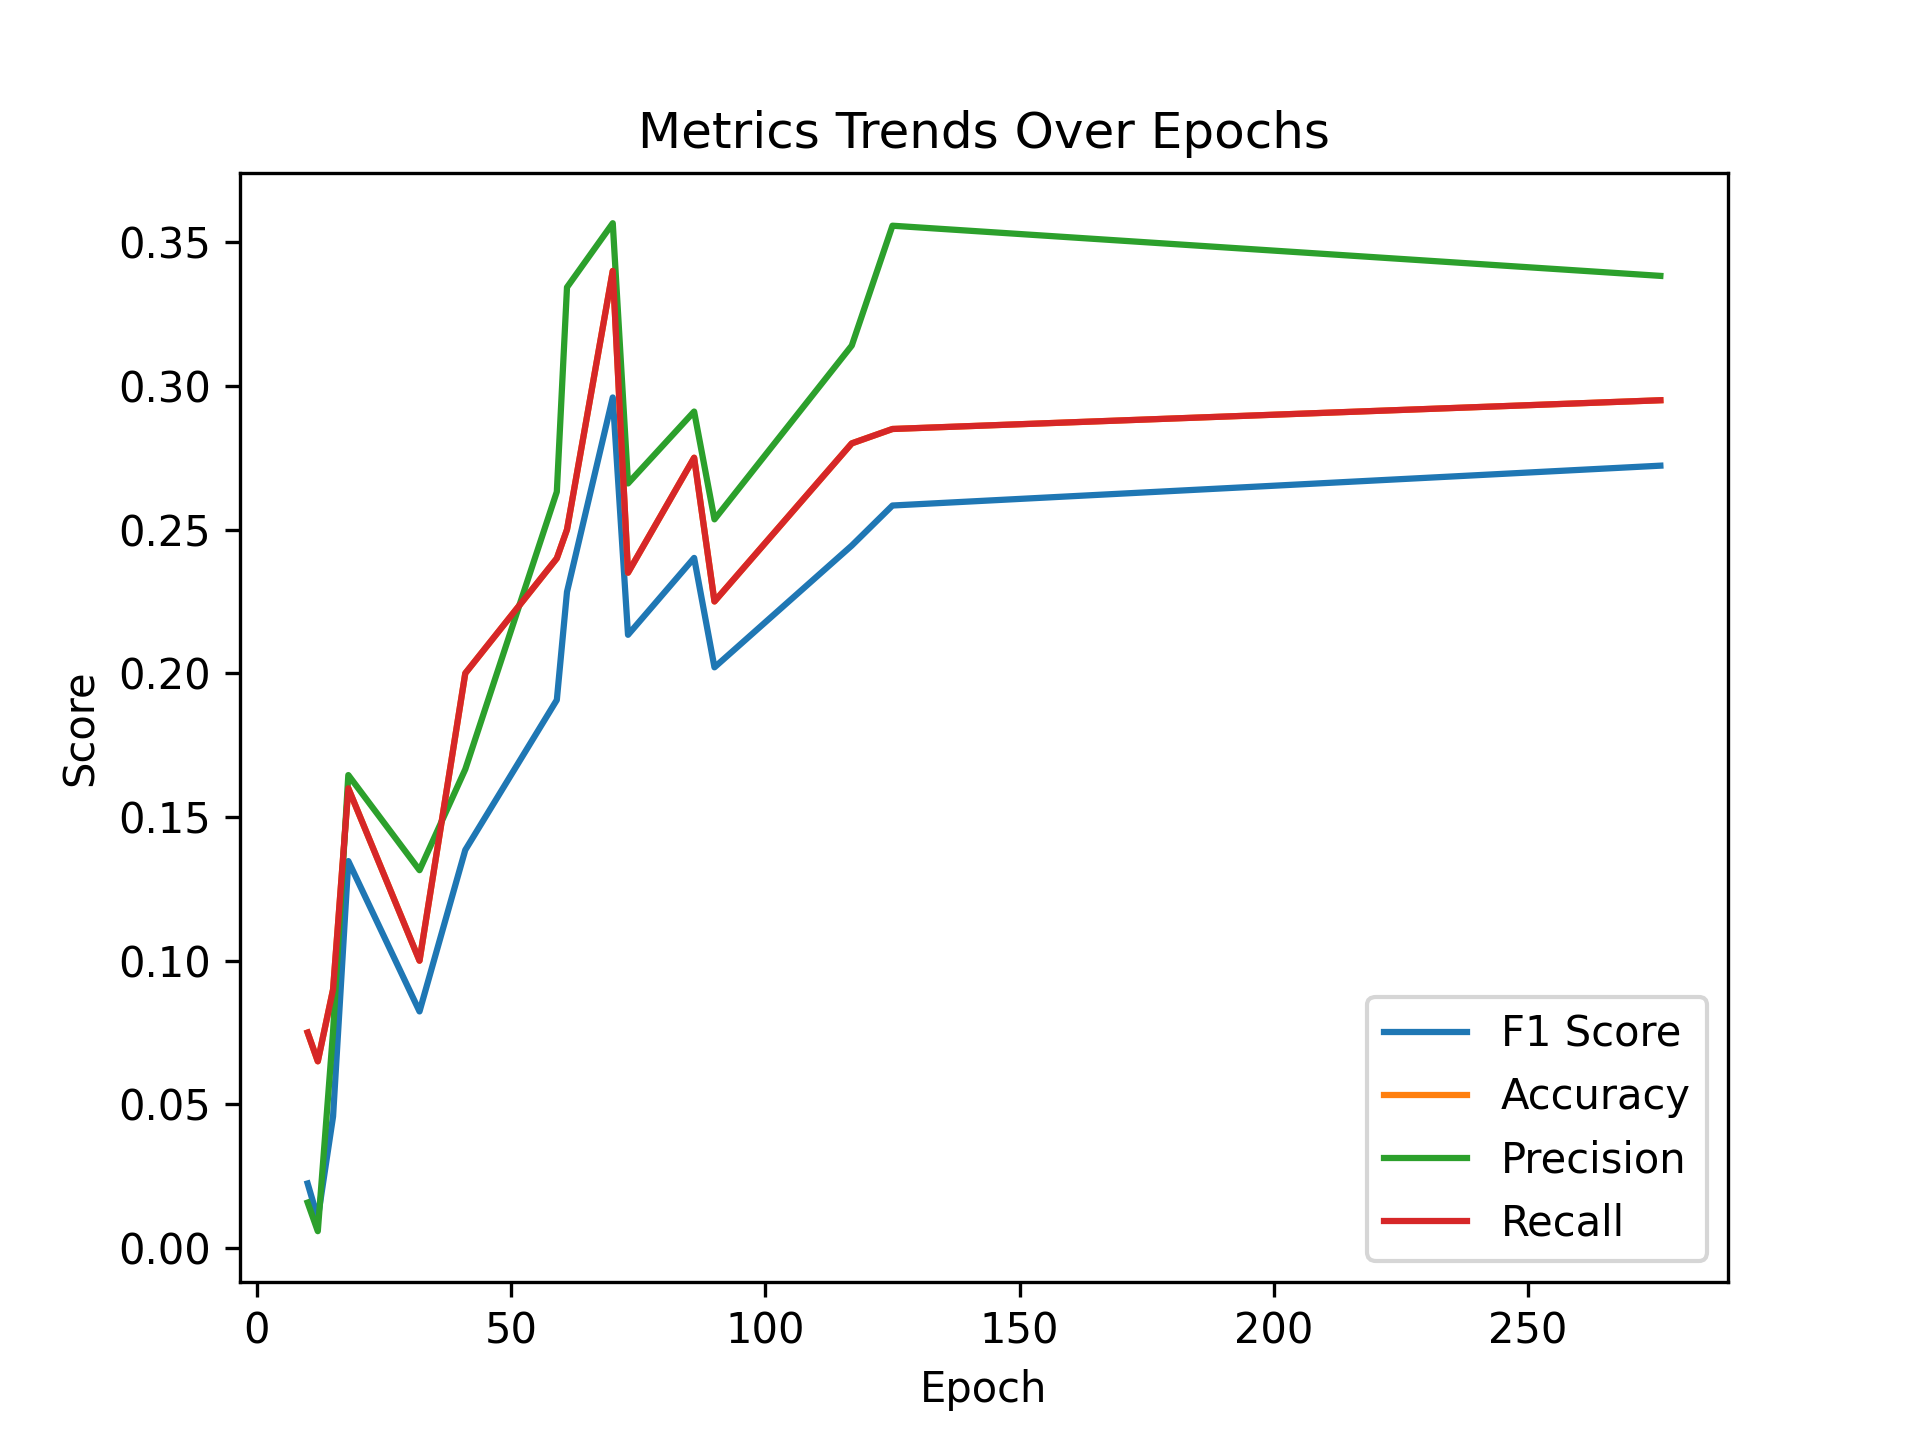 Metrics Trends Over Epochs
Score
0.35
0.30
0.25
0.20
0.15
0.10
0.05
0.00
0 50 100 150 200 250
Epoch
F1 Score
Accuracy
Precision
Recall